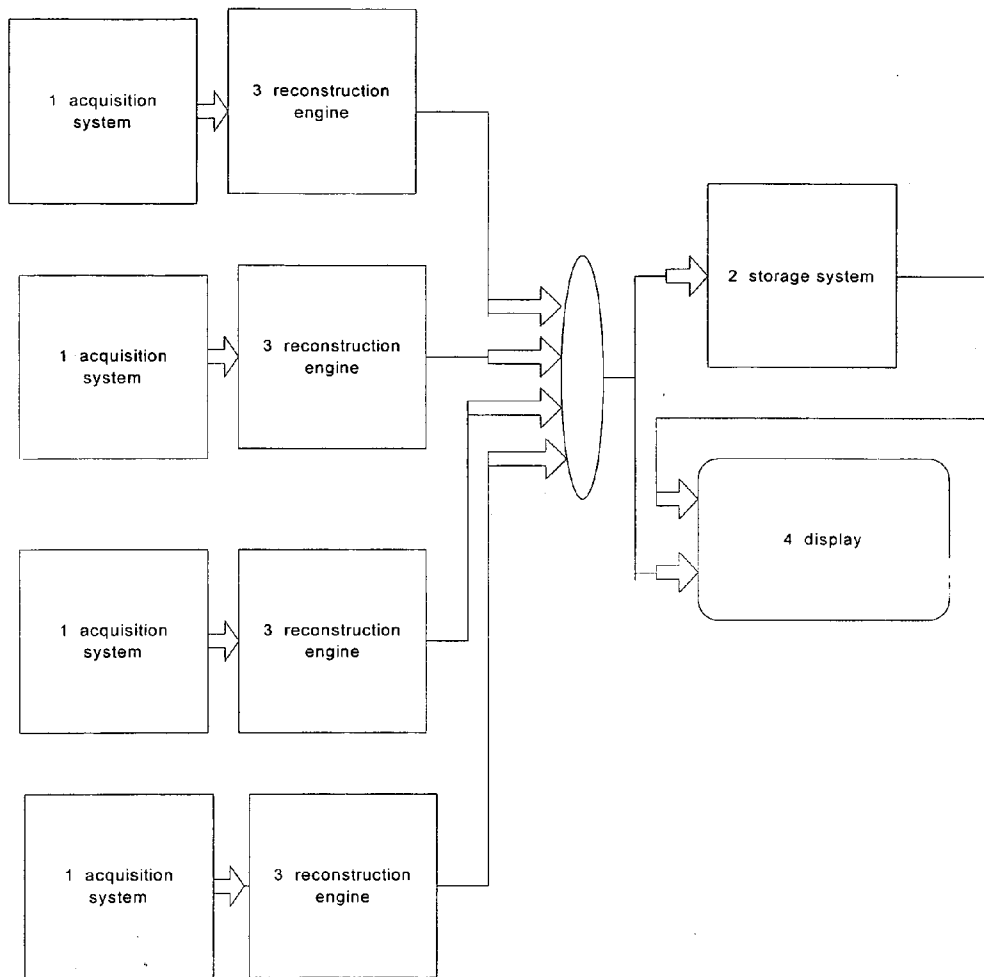 1 acquisition
system
3 reconstruction
engine
1 acquisition
system
3 reconstruction
engine
2 storage system
4 display
1 acquisition
system
3 reconstruction
engine
1 acquisition
system
3 reconstruction
engine